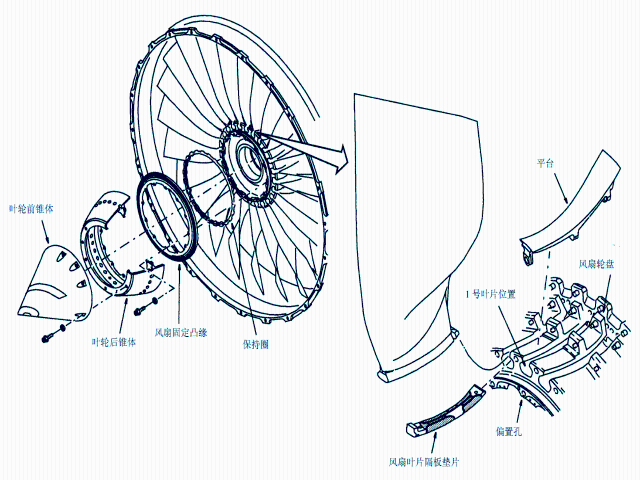 平台
叶轮前锥体
风扇轮盘
1号叶片位置
风扇固定凸缘
叶轮后锥体
保持圈
偏置孔
风扇叶片隔板垫片